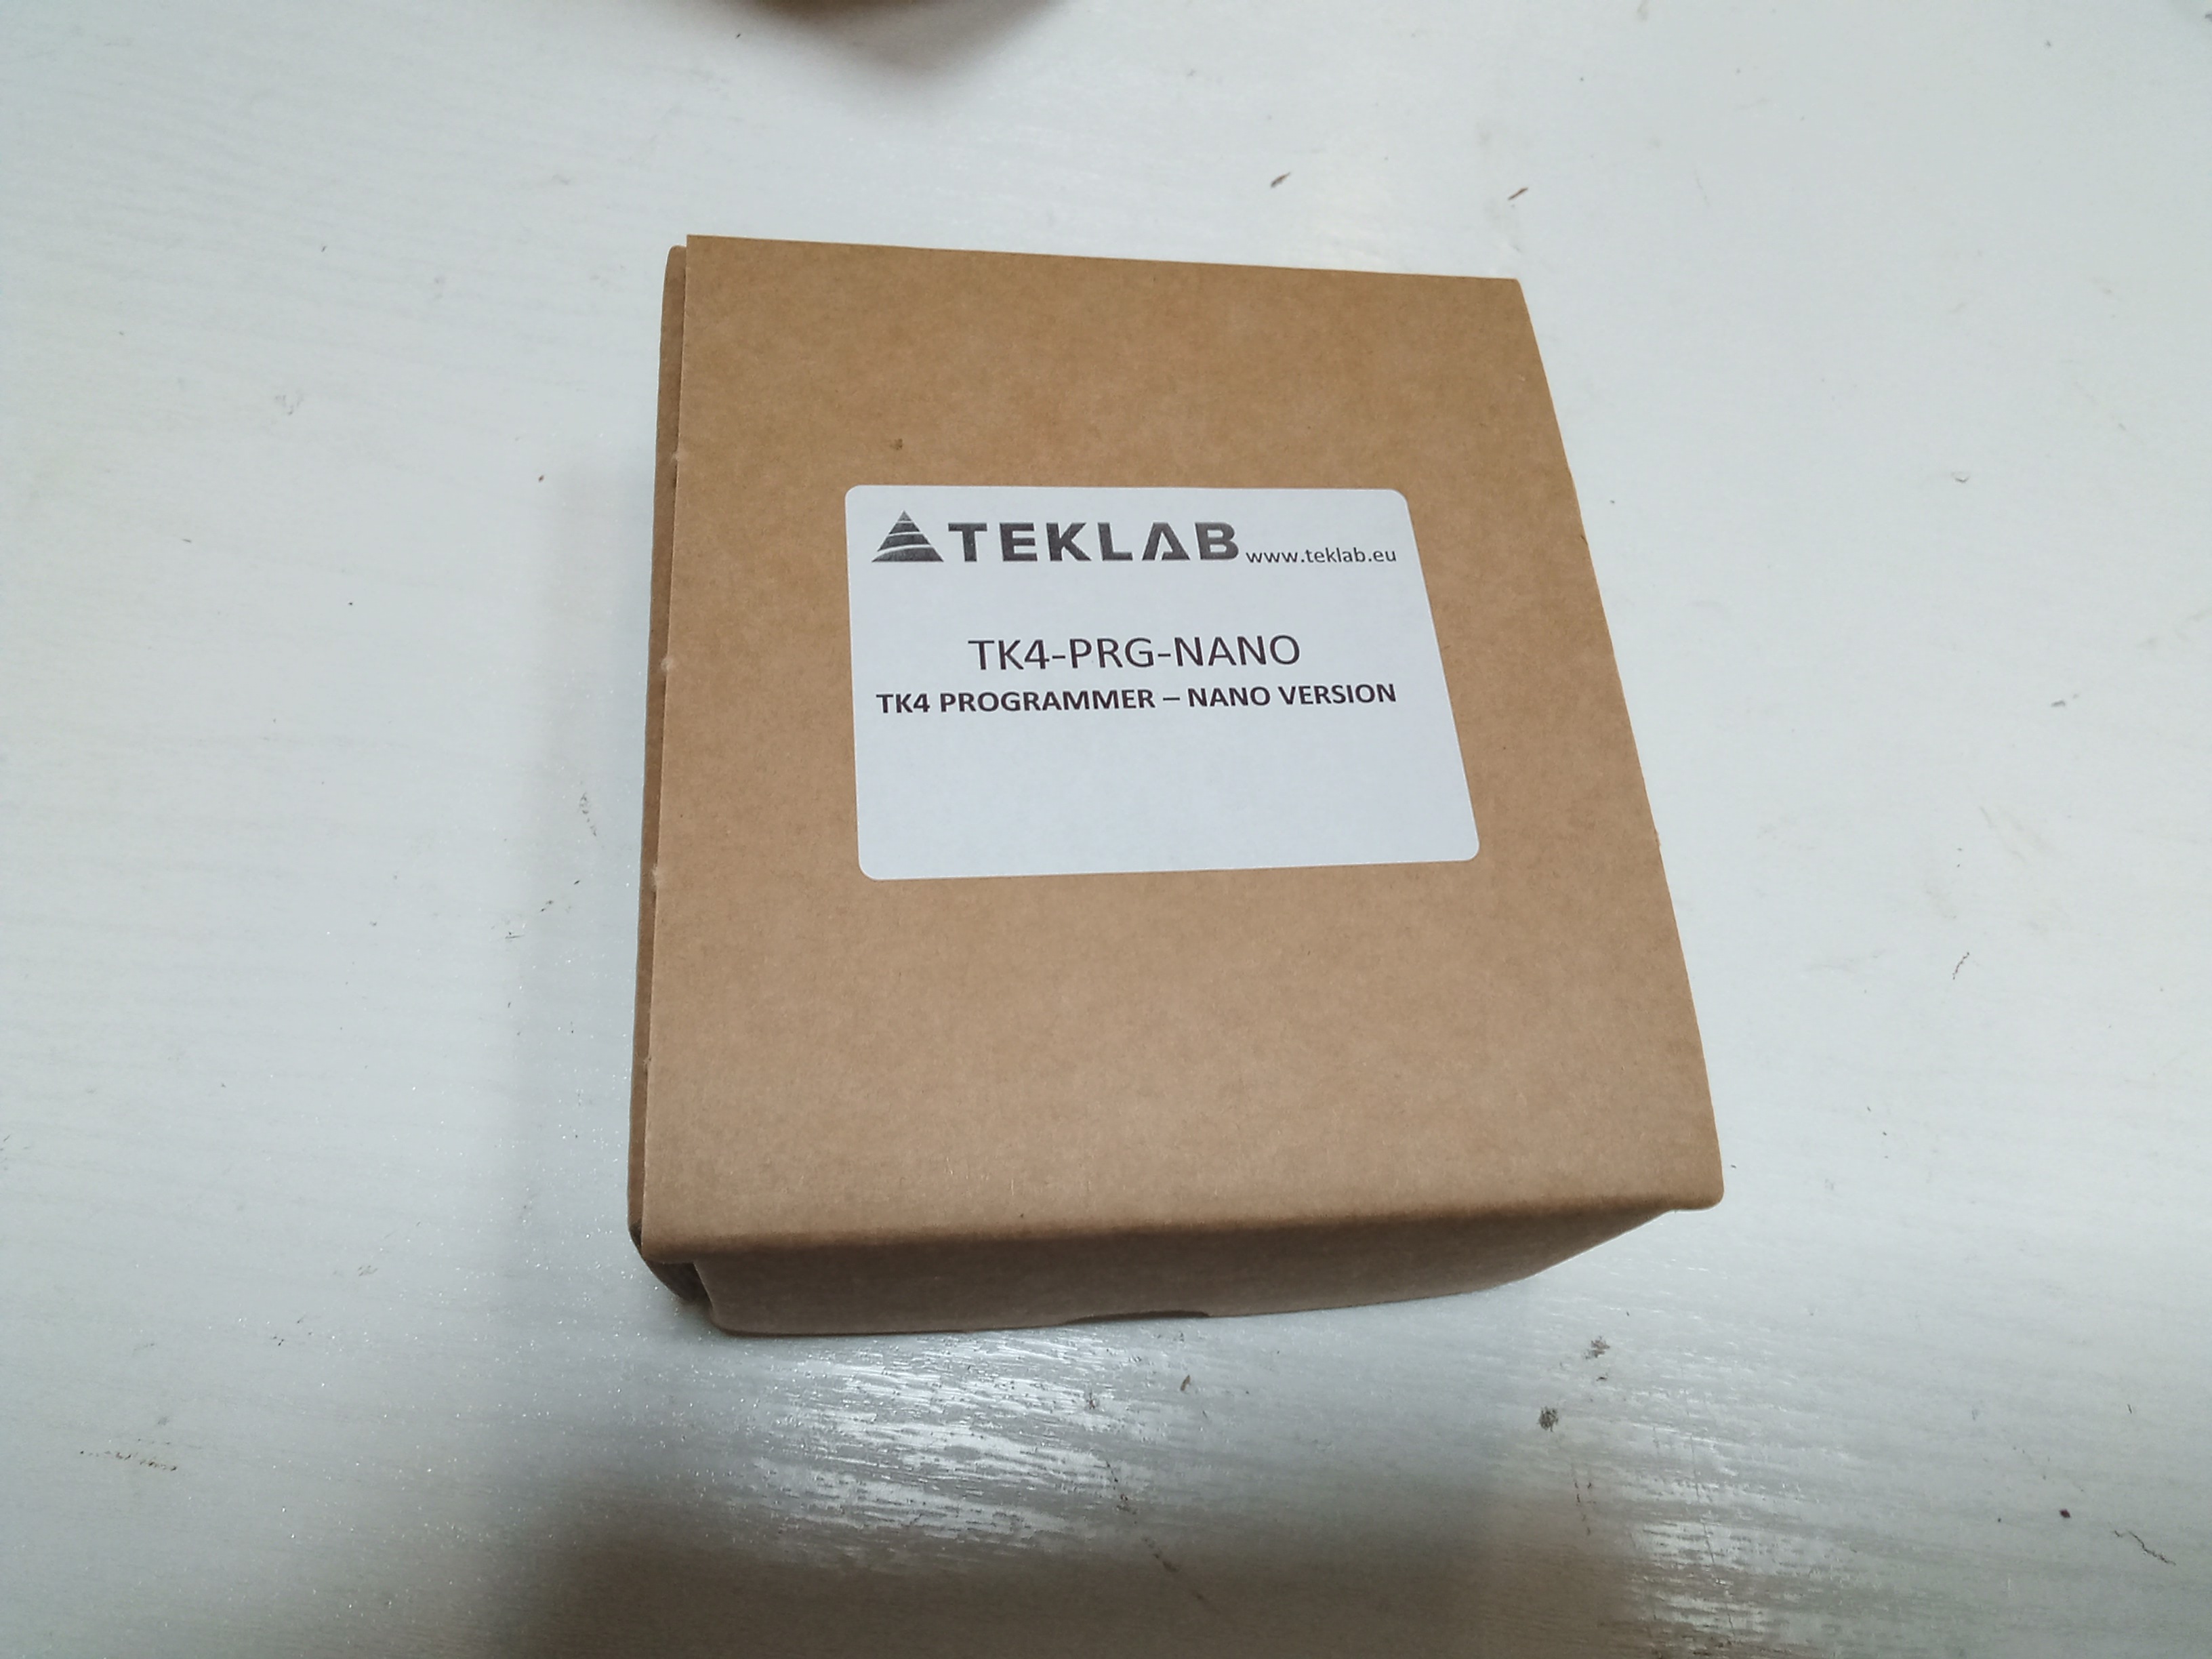 TEKLAB www.teklab.eu
TK4-PRG-NANO
TK4 PROGRAMMER – NANO VERSION